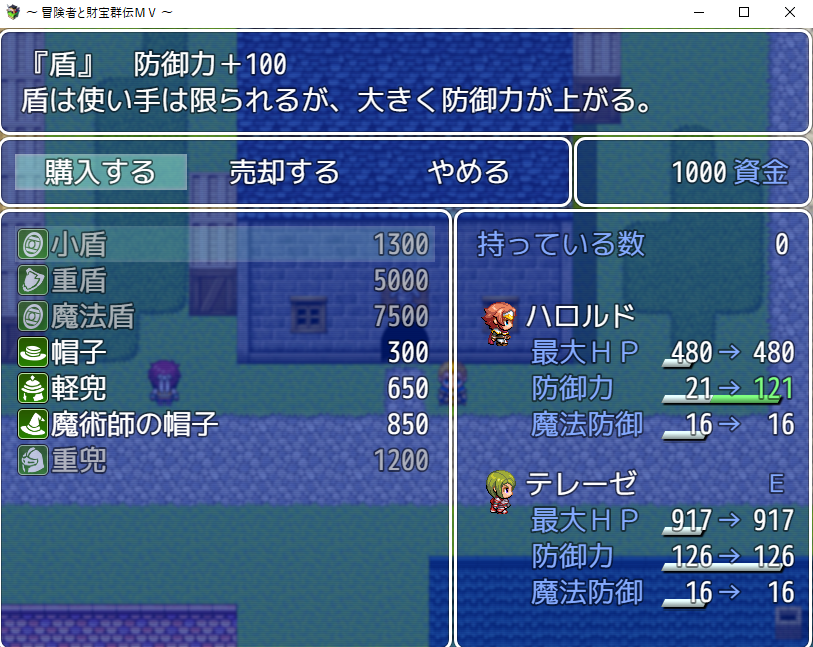 ～ 冒険者と財宝群伝ＭＶ ～
『盾』　防御力＋100
盾は使い手は限られるが、大きく防御力が上がる。
購入する　売却する　やめる
1000 資金
小盾 1300
重盾 5000
魔法盾 7500
帽子 300
軽兜 650
魔術師の帽子 850
重兜 1200
持っている数 0
ハロルド
最大ＨＰ 480 → 480
防御力 21 → 121
魔法防御 16 → 16
テレーゼ E
最大ＨＰ 917 → 917
防御力 126 → 126
魔法防御 16 → 16